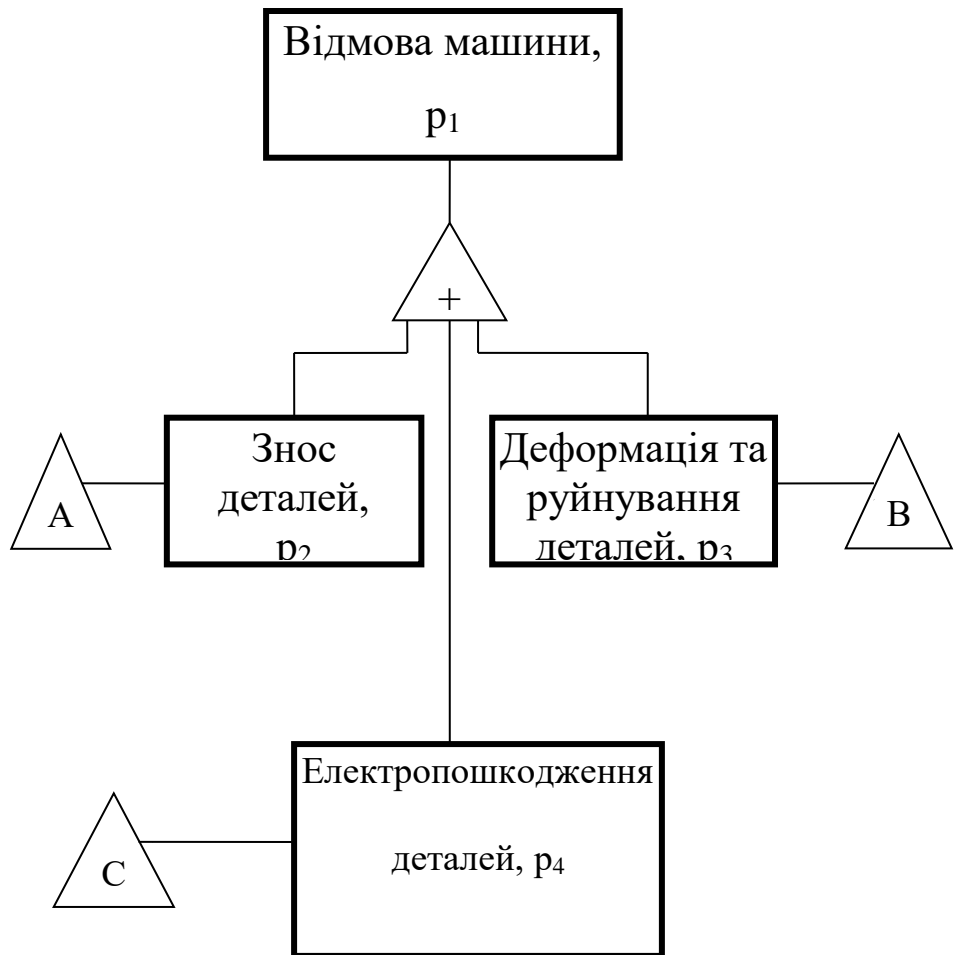 Відмова машини,
p₁
+
Знос
деталей,
p₂
Деформація та
руйнування
деталей, p₃
A
B
Електропошкодження
деталей, p₄
C